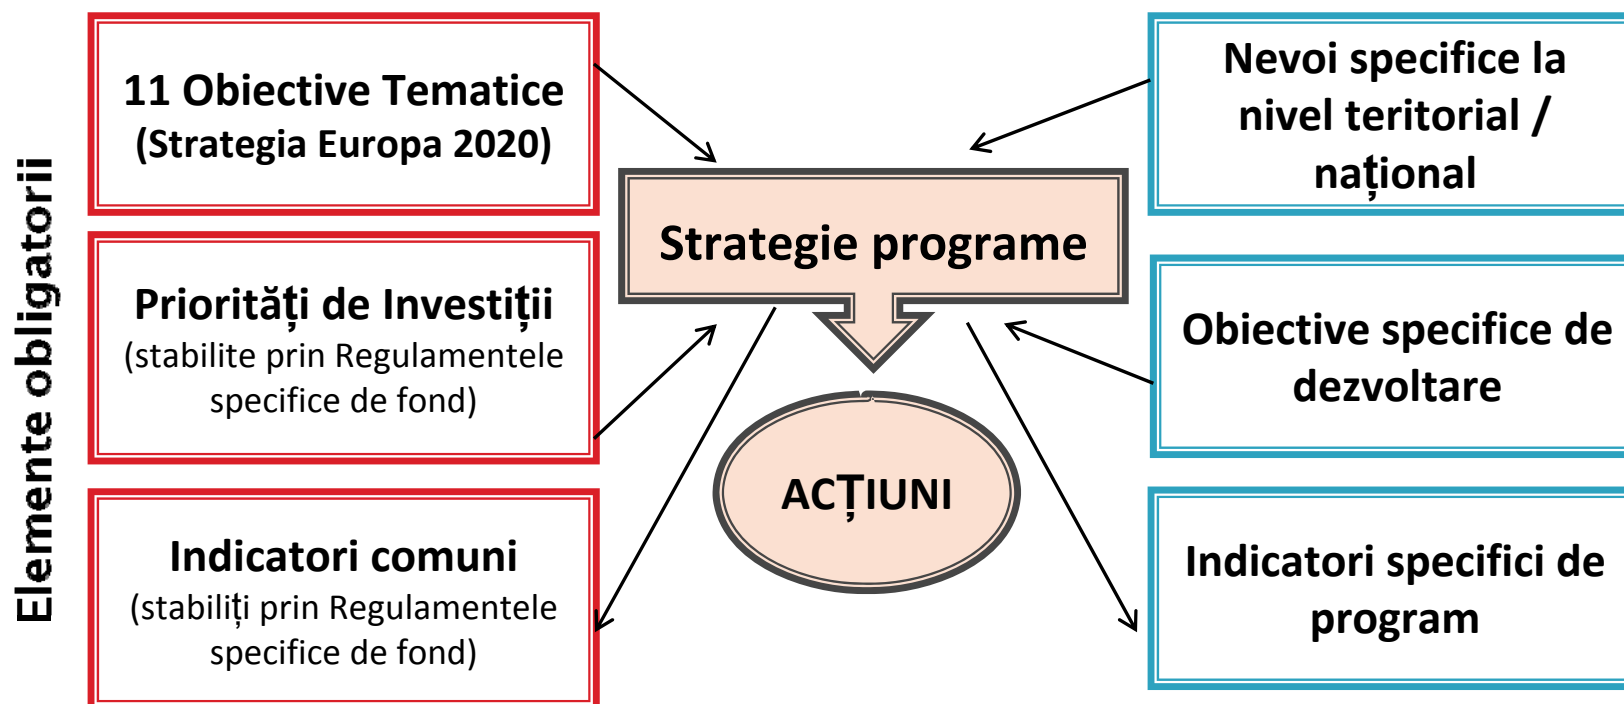 Elemente obligatorii
11 Obiective Tematice
(Strategia Europa 2020)
Priorități de Investiții
(stabilite prin Regulamentele
specifice de fond)
Indicatori comuni
(stabiliți prin Regulamentele
specifice de fond)
Strategie programe
ACȚIUNI
Nevoi specifice la
nivel teritorial /
național
Obiective specifice de
dezvoltare
Indicatori specifici de
program